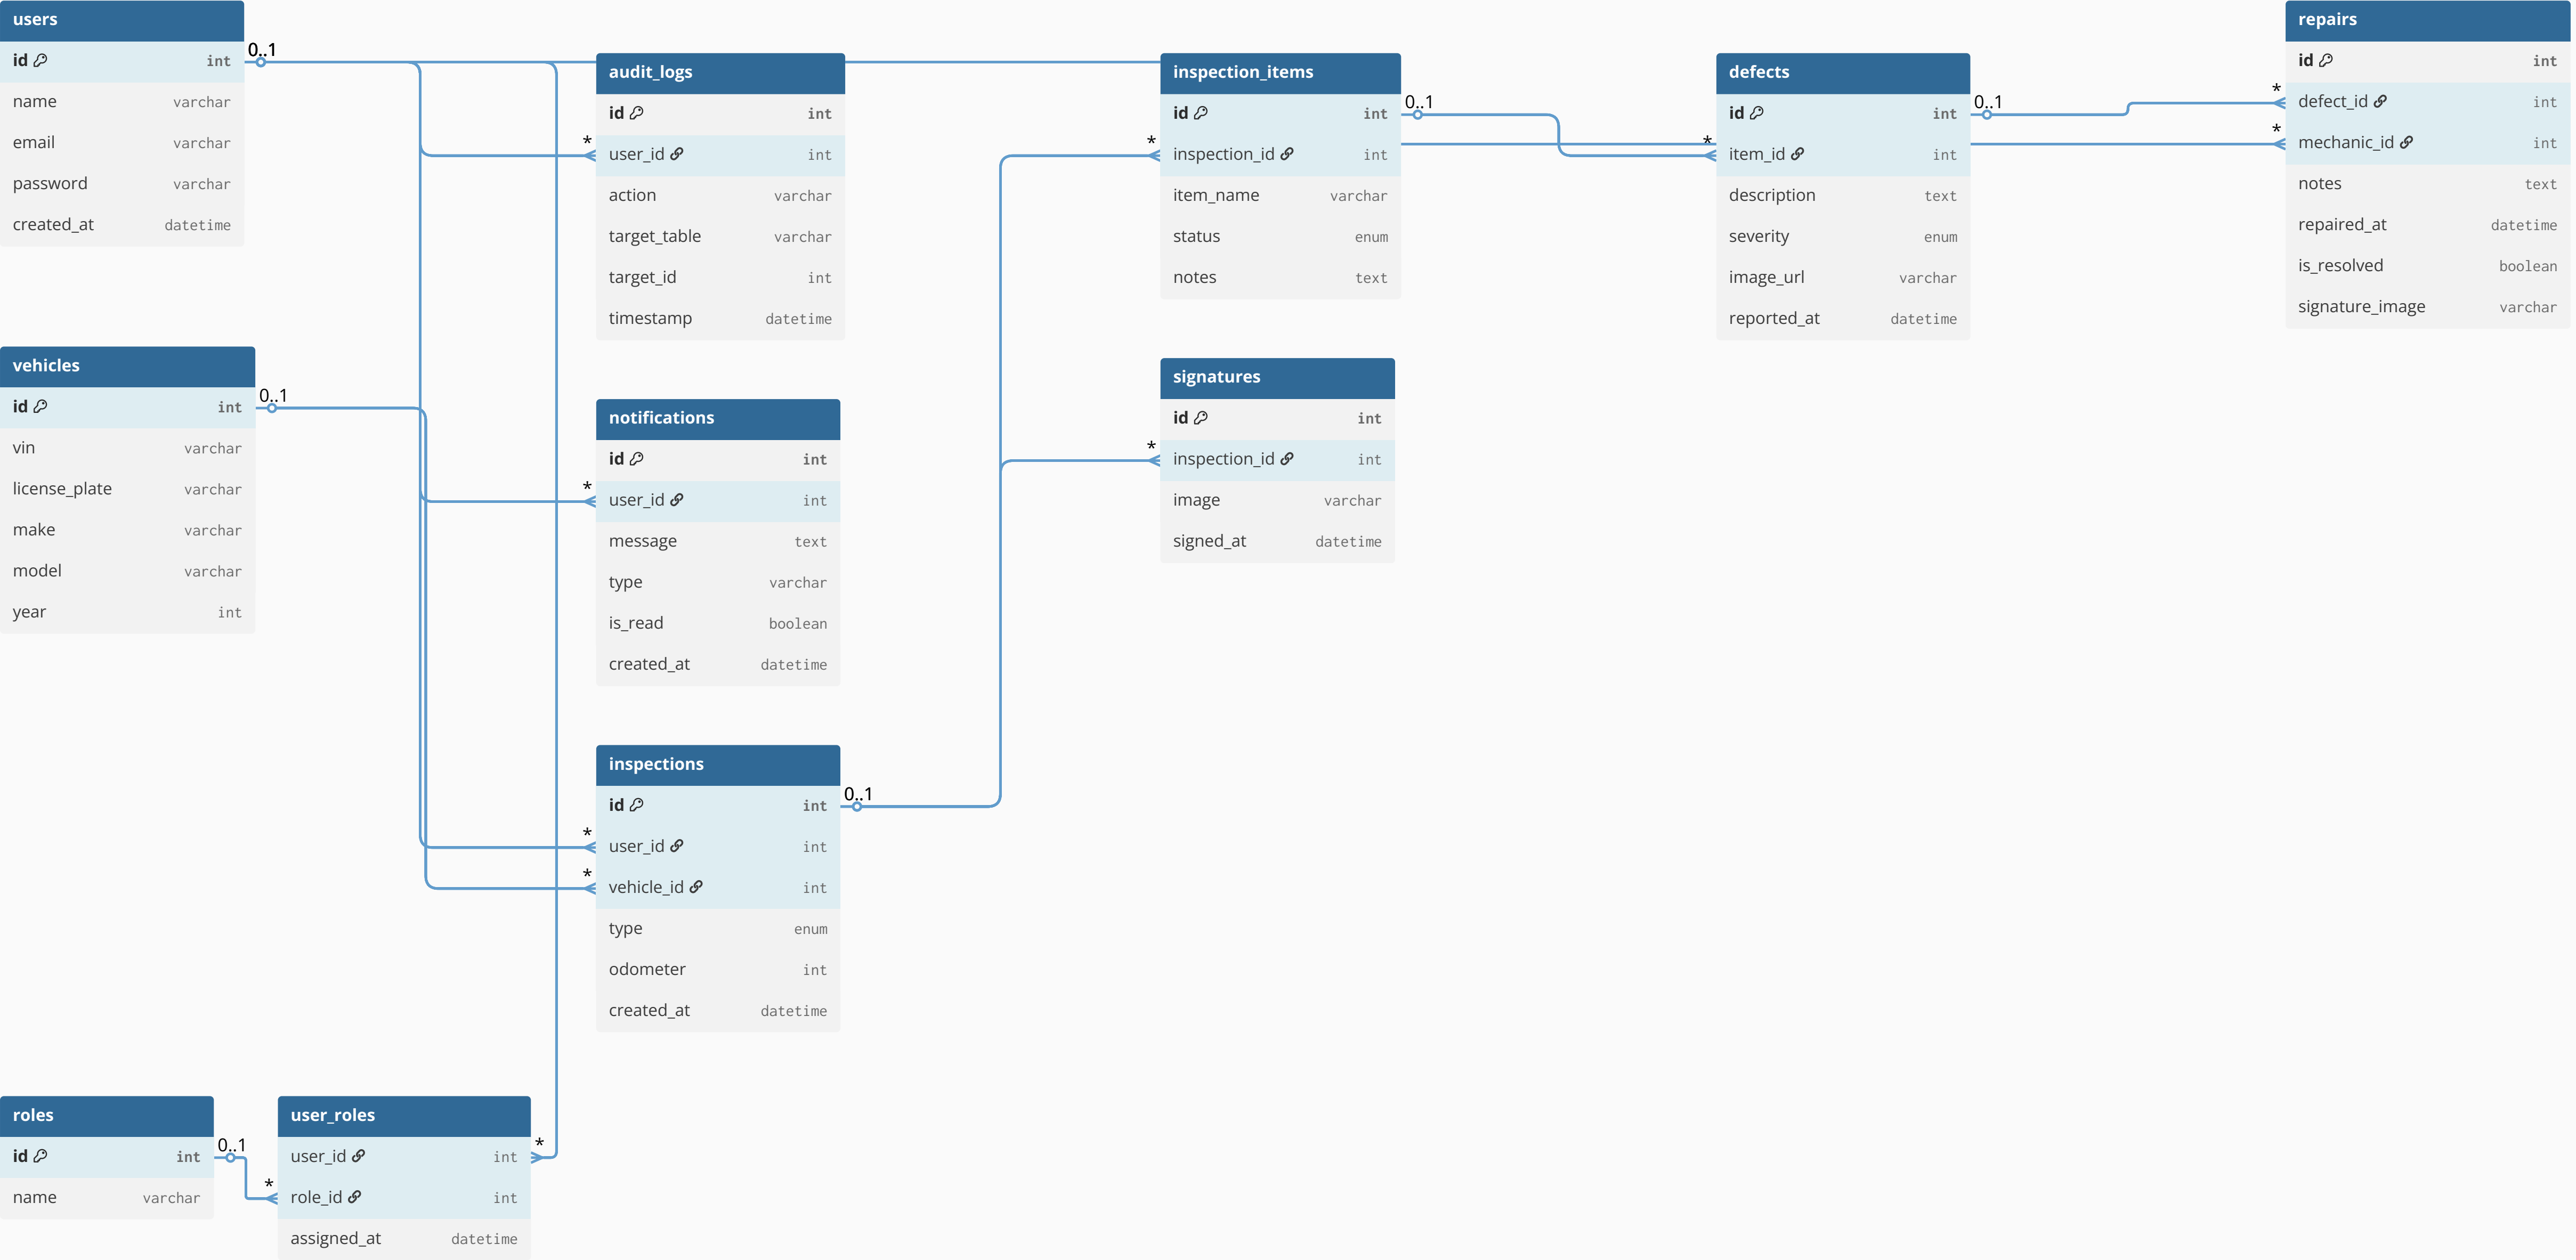 users
id int
name varchar
email varchar
password varchar
created_at datetime
0..1
vehicles
id int
vin varchar
license_plate varchar
make varchar
model varchar
year int
0..1
roles
id int
name varchar
0..1
user_roles
* user_id int *
role_id int
assigned_at datetime
audit_logs
id int
* user_id int
action varchar
target_table varchar
target_id int
timestamp datetime
notifications
id int
* user_id int
message text
type varchar
is_read boolean
created_at datetime
inspections
id int 0..1
* user_id int
* vehicle_id int
type enum
odometer int
created_at datetime
inspection_items
id int 0..1
* inspection_id int
item_name varchar
status enum
notes text
signatures
id int
* inspection_id int
image varchar
signed_at datetime
defects
id int 0..1
* item_id int
description text
severity enum
image_url varchar
reported_at datetime
repairs
id int
* defect_id int
* mechanic_id int
notes text
repaired_at datetime
is_resolved boolean
signature_image varchar